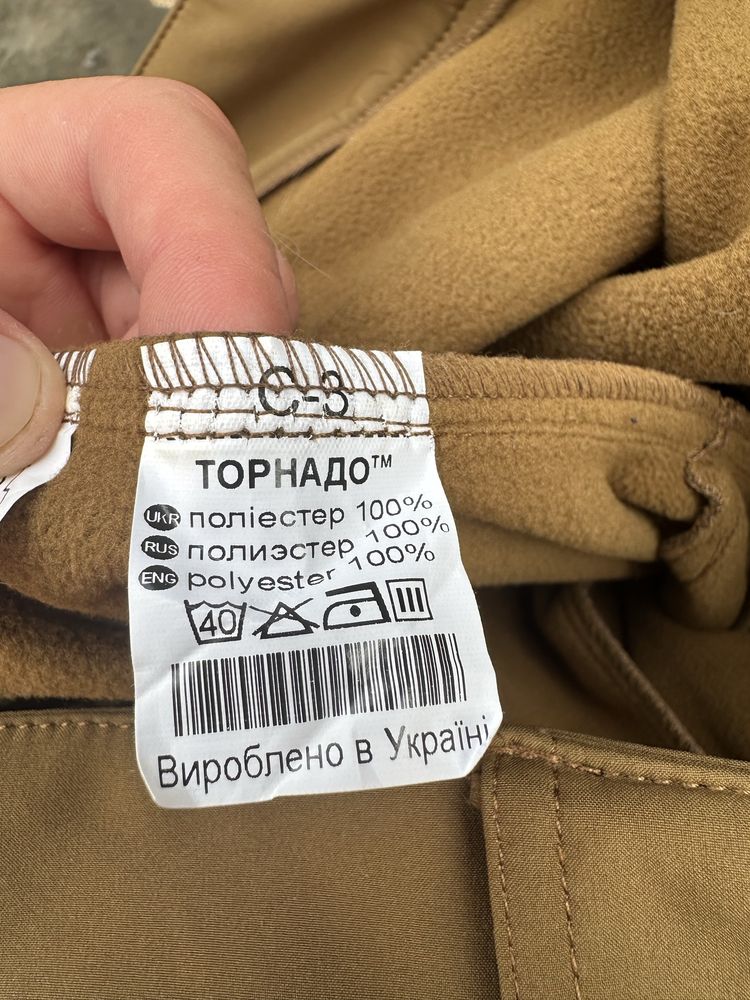 С-3
ТОРНАДО™
UKR поліестер 100%
RUS полиэстер 100%
ENG polyester 100%
40
Вироблено в Україні